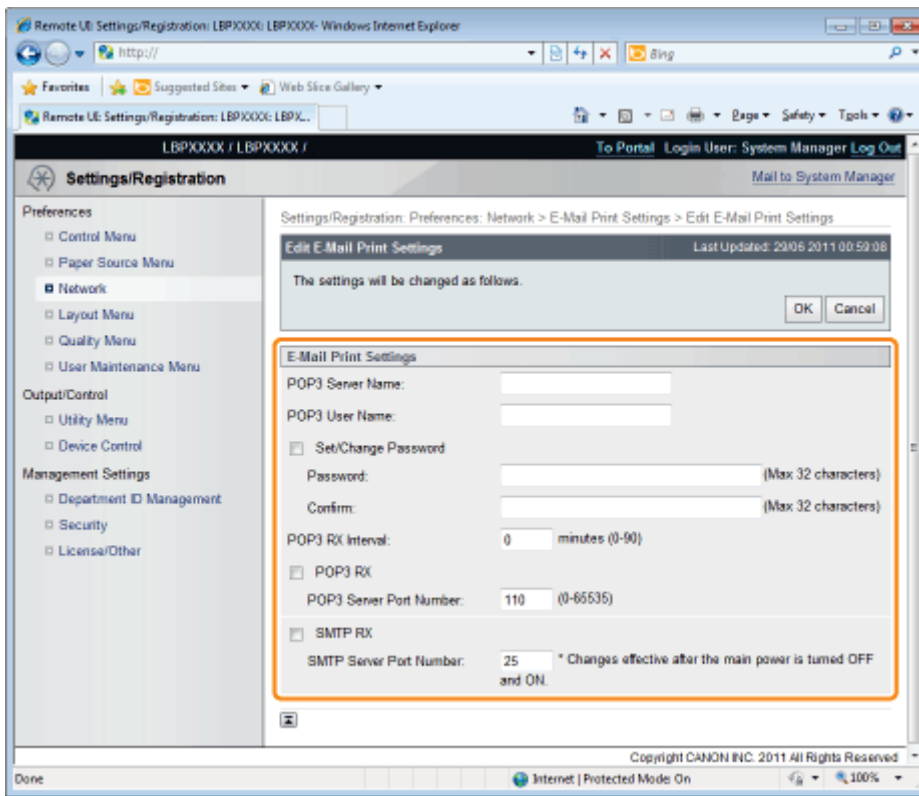 Remote UI: Settings/Registration: LBPXXXX: LBPXXXX- Windows Internet Explorer
http://
Bing
Favorites Suggested Sites Web Slice Gallery
Remote UI: Settings/Registration: LBPXXXX: LBPX...
Page Safety Tools
LBPXXXX / LBPXXXX / To Portal Login User: System Manager Log Out
Settings/Registration Mail to System Manager
Preferences
Control Menu
Paper Source Menu
Network
Layout Menu
Quality Menu
User Maintenance Menu
Output/Control
Utility Menu
Device Control
Management Settings
Department ID Management
Security
License/Other
Settings/Registration: Preferences: Network > E-Mail Print Settings > Edit E-Mail Print Settings
Edit E-Mail Print Settings Last Updated: 29/06 2011 00:59:08
The settings will be changed as follows.
OK Cancel
E-Mail Print Settings
POP3 Server Name:
POP3 User Name:
Set/Change Password
Password: (Max 32 characters)
Confirm: (Max 32 characters)
POP3 RX Interval: 0 minutes (0-90)
POP3 RX
POP3 Server Port Number: 110 (0-65535)
SMTP RX
SMTP Server Port Number: 25 * Changes effective after the main power is turned OFF
and ON.
Copyright CANON INC. 2011 All Rights Reserved
Done Internet | Protected Mode: On 100%